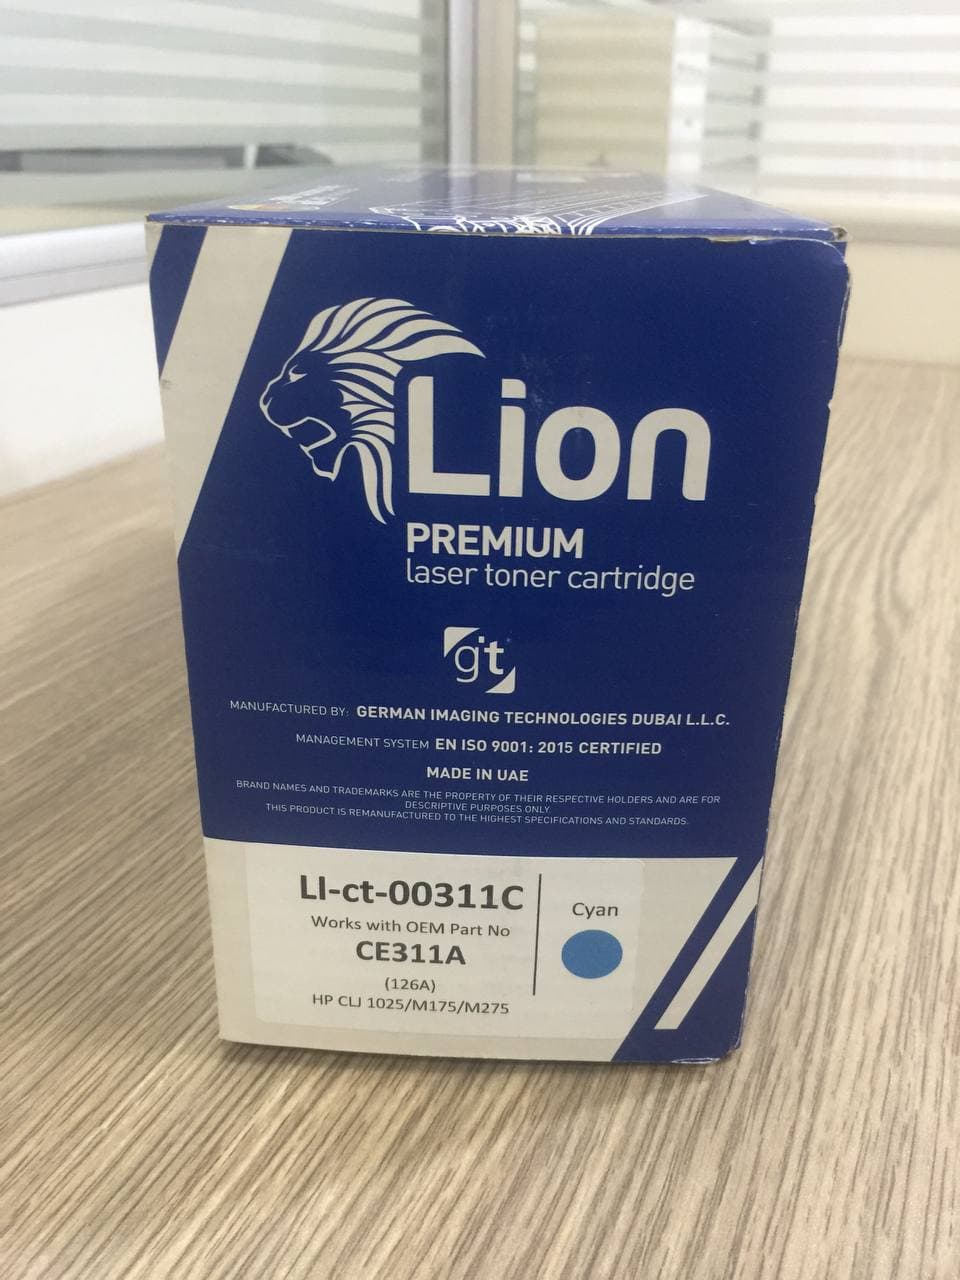 Lion
PREMIUM
laser toner cartridge
git
MANUFACTURED BY: GERMAN IMAGING TECHNOLOGIES DUBAI L.L.C.
MANAGEMENT SYSTEM EN ISO 9001: 2015 CERTIFIED
MADE IN UAE
BRAND NAMES AND TRADEMARKS ARE THE PROPERTY OF THEIR RESPECTIVE HOLDERS AND ARE FOR
DESCRIPTIVE PURPOSES ONLY
THIS PRODUCT IS REMANUFACTURED TO THE HIGHEST SPECIFICATIONS AND STANDARDS.
LI-ct-00311C
Works with OEM Part No
CE311A
(126A)
HP CLJ 1025/M175/M275
Cyan